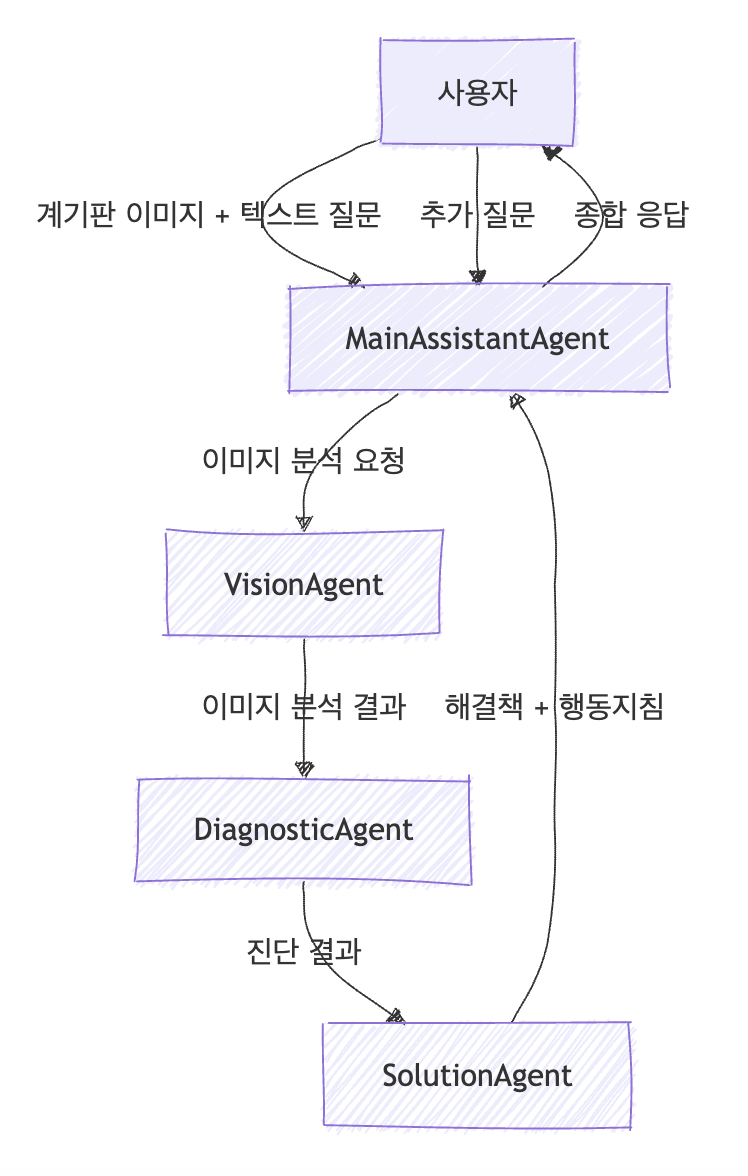 사용자
계기판 이미지 + 텍스트 질문
추가 질문
종합 응답
MainAssistantAgent
이미지 분석 요청
VisionAgent
이미지 분석 결과
해결책 + 행동지침
DiagnosticAgent
진단 결과
SolutionAgent